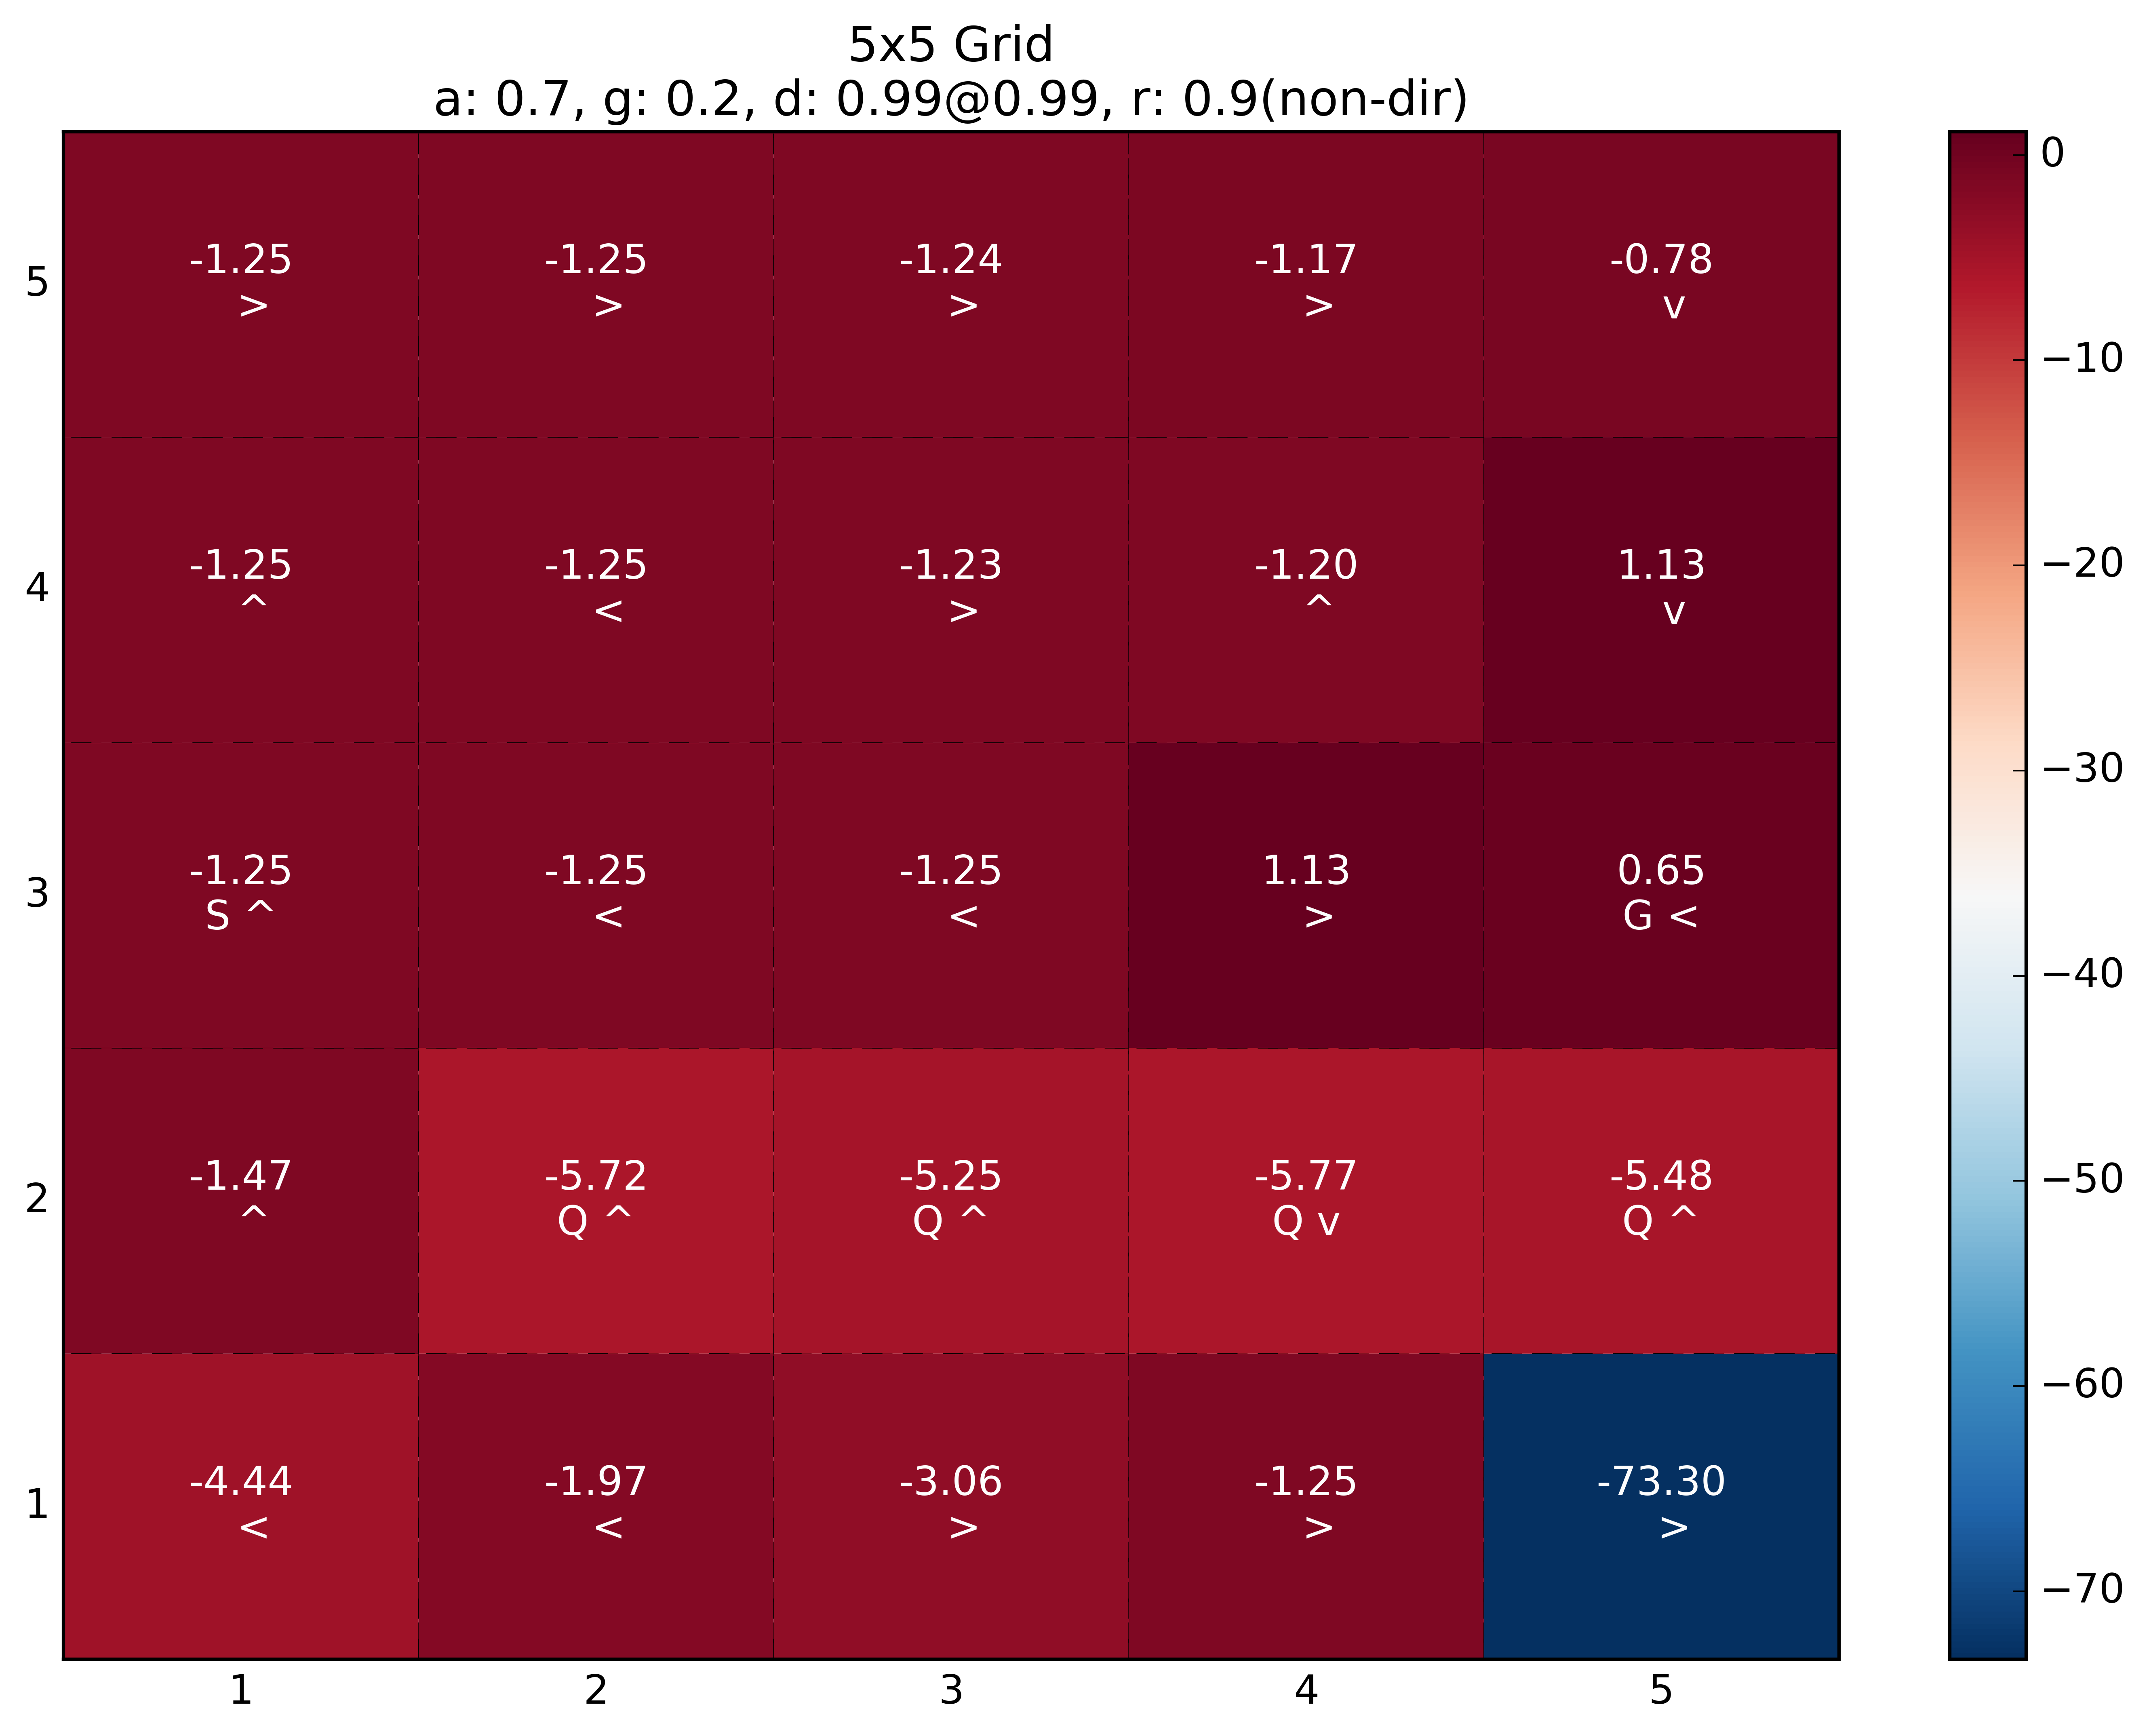 5x5 Grid
a: 0.7, g: 0.2, d: 0.99@0.99, r: 0.9(non-dir)
5 -1.25 -1.25 -1.24 -1.17 -0.78
> > > > v
4 -1.25 -1.25 -1.23 -1.20 1.13
^ < > ^ v
3 -1.25 -1.25 -1.25 1.13 0.65
S ^ < < > G <
2 -1.47 -5.72 -5.25 -5.77 -5.48
^ Q ^ Q ^ Q v Q ^
1 -4.44 -1.97 -3.06 -1.25 -73.30
< < > > >
1 2 3 4 5
0
−10
−20
−30
−40
−50
−60
−70